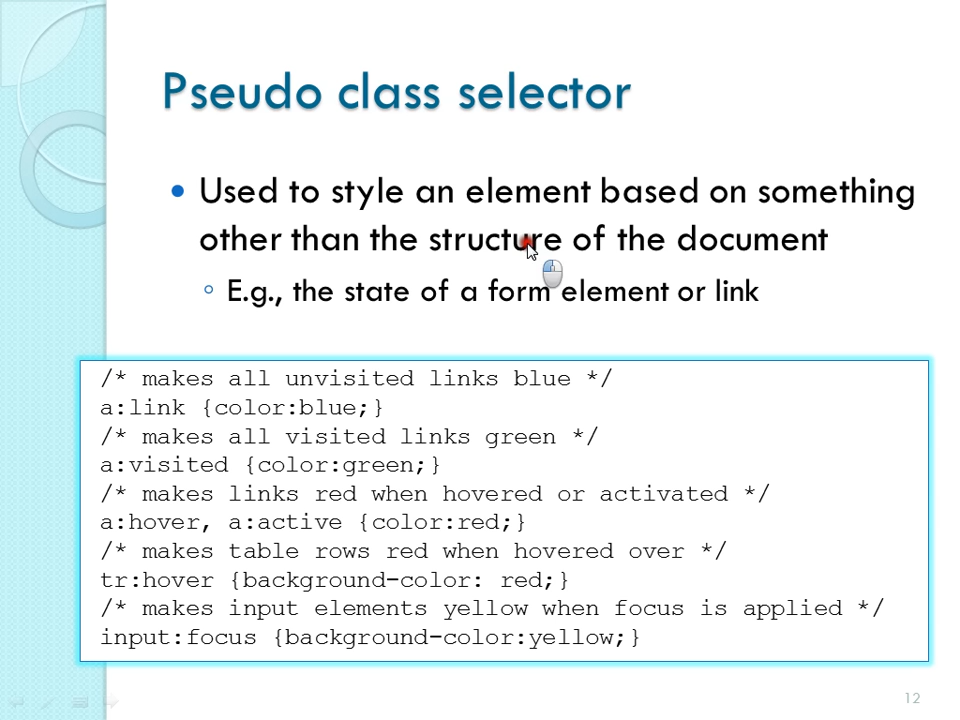 Pseudo class selector
Used to style an element based on something
other than the structure of the document
E.g., the state of a form element or link
/* makes all unvisited links blue */
a:link {color:blue;}
/* makes all visited links green */
a:visited {color:green;}
/* makes links red when hovered or activated */
a:hover, a:active {color:red;}
/* makes table rows red when hovered over */
tr:hover {background-color: red;}
/* makes input elements yellow when focus is applied */
input:focus {background-color:yellow;}
12